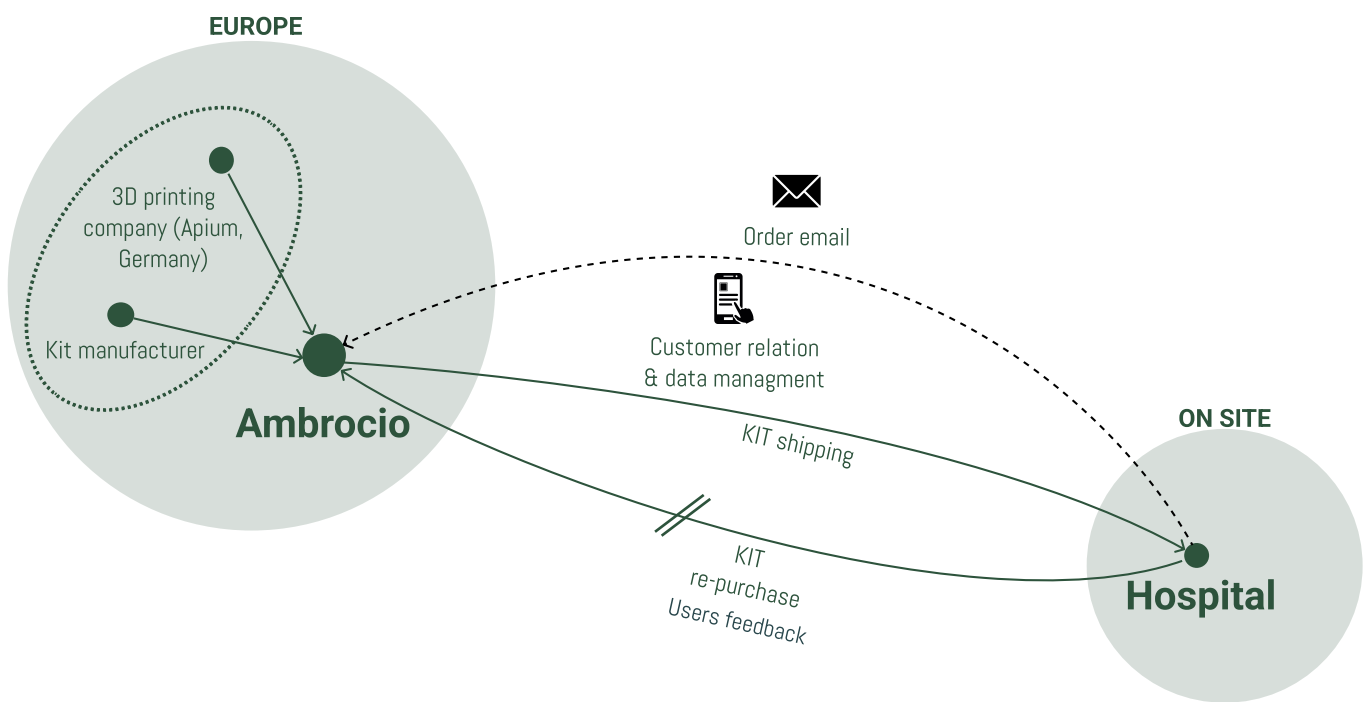 EUROPE
3D printing
company (Apium,
Germany)
Kit manufacturer
Ambrocio
Order email
Customer relation
& data managment
KIT shipping
KIT
re-purchase
Users feedback
ON SITE
Hospital